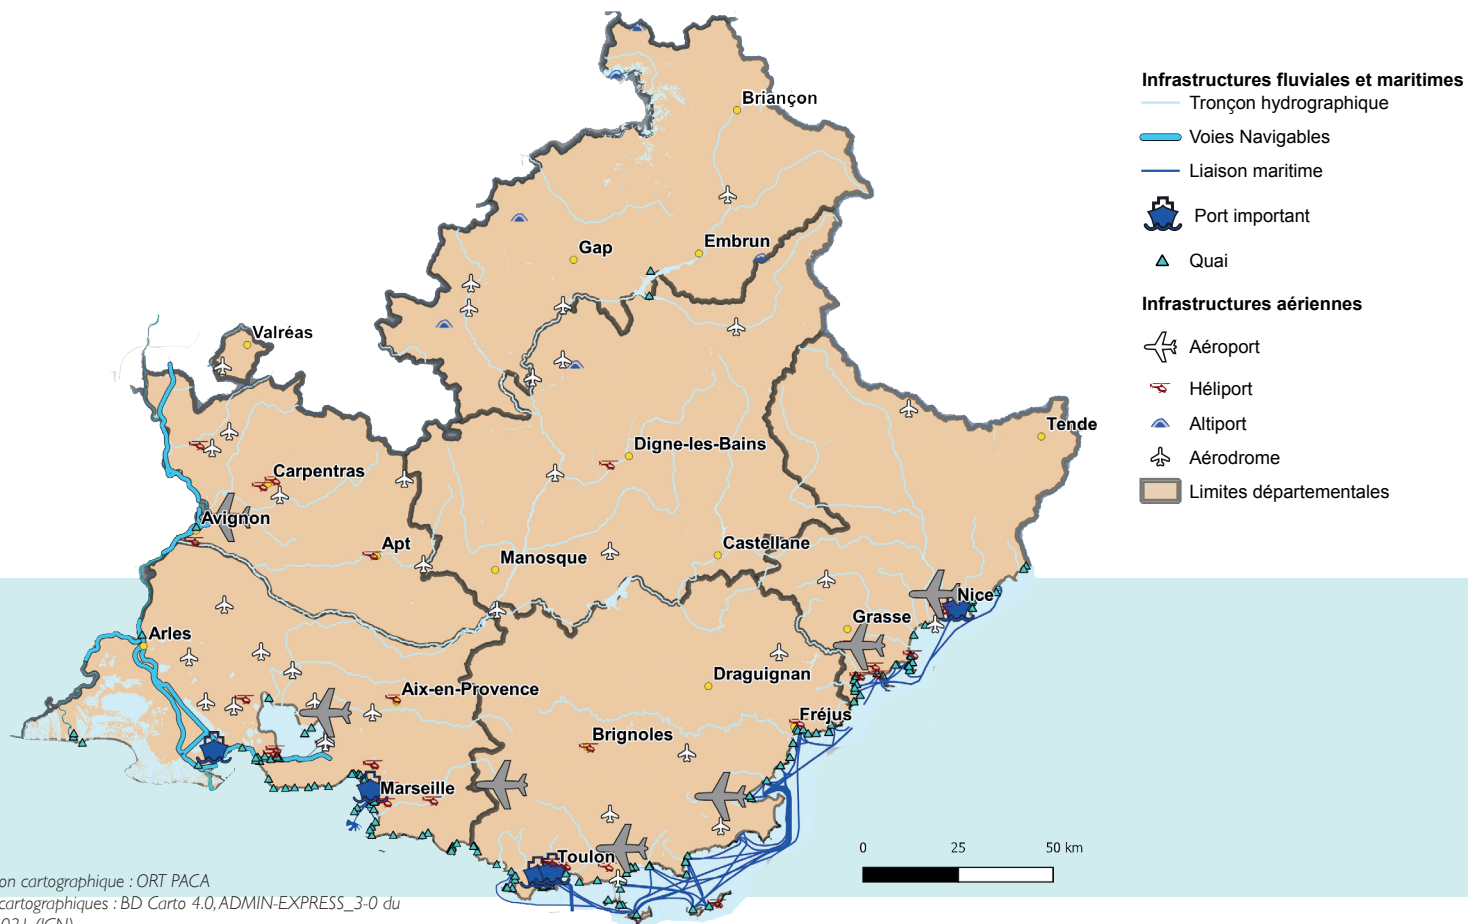 Infrastructures fluviales et maritimes
Tronçon hydrographique
Voies Navigables
Liaison maritime
Port important
Quai
Infrastructures aériennes
Aéroport
Héliport
Altiport
Aérodrome
Limites départementales
Briançon
Embrun
Gap
Valréas
Tende
Digne-les-Bains
Carpentras
Avignon
Apt
Manosque
Castellane
Nice
Grasse
Arles
Draguignan
Aix-en-Provence
Fréjus
Brignoles
Marseille
Toulon
0 25 50 km
on cartographique : ORT PACA
cartographiques : BD Carto 4.0, ADMIN-EXPRESS_3-0 du
(IGN)